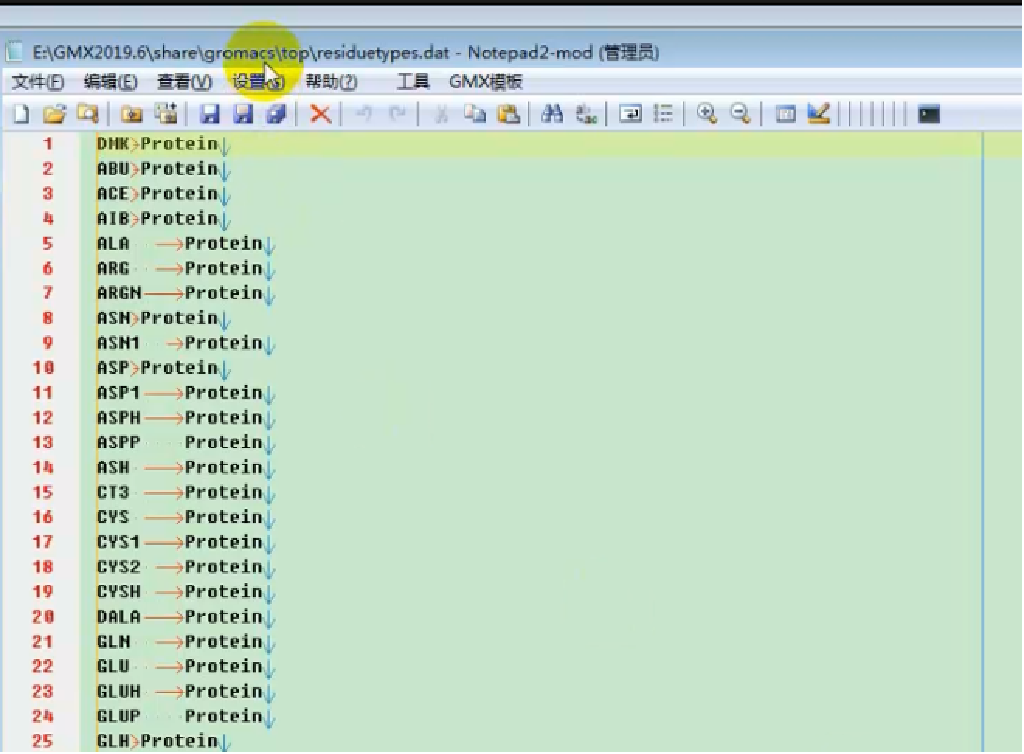 E:\GMX2019.6\share\gromacs\top\residuetypes.dat - Notepad2-mod (管理员)
文件(F) 编辑(E) 查看(V) 设置(S) 帮助(?) 工具 GMX模板
1 DMK Protein
2 ABU Protein
3 ACE Protein
4 AIB Protein
5 ALA Protein
6 ARG Protein
7 ARGN Protein
8 ASN Protein
9 ASN1 Protein
10 ASP Protein
11 ASP1 Protein
12 ASPH Protein
13 ASPP Protein
14 ASH Protein
15 CT3 Protein
16 CYS Protein
17 CYS1 Protein
18 CYS2 Protein
19 CYSH Protein
20 DALA Protein
21 GLN Protein
22 GLU Protein
23 GLUH Protein
24 GLUP Protein
25 GLH Protein